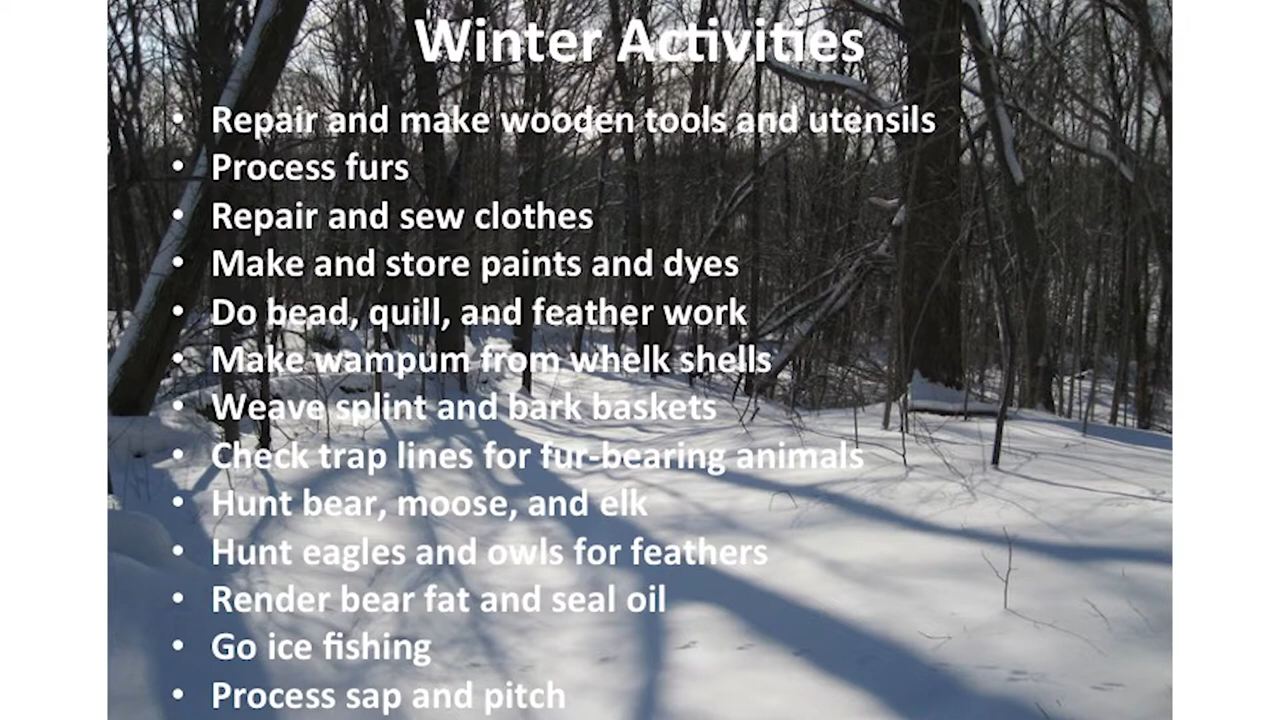 Winter Activities
• Repair and make wooden tools and utensils
• Process furs
• Repair and sew clothes
• Make and store paints and dyes
• Do bead, quill, and feather work
• Make wampum from whelk shells
• Weave splint and bark baskets
• Check trap lines for fur-bearing animals
• Hunt bear, moose, and elk
• Hunt eagles and owls for feathers
• Render bear fat and seal oil
• Go ice fishing
• Process sap and pitch